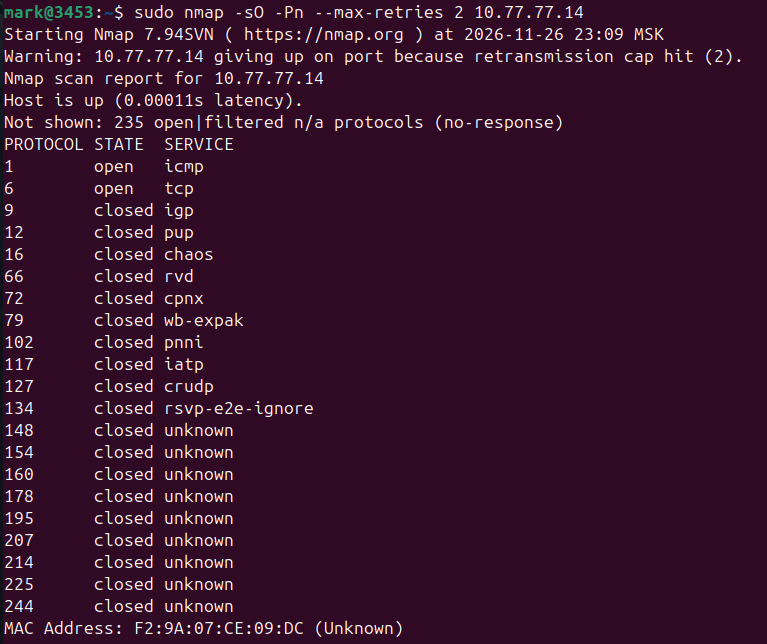 mark@3453:~$ sudo nmap -sO -Pn --max-retries 2 10.77.77.14
Starting Nmap 7.94SVN ( https://nmap.org ) at 2026-11-26 23:09 MSK
Warning: 10.77.77.14 giving up on port because retransmission cap hit (2).
Nmap scan report for 10.77.77.14
Host is up (0.00011s latency).
Not shown: 235 open|filtered n/a protocols (no-response)
PROTOCOL STATE  SERVICE
1        open   icmp
6        open   tcp
9        closed igp
12       closed pup
16       closed chaos
66       closed rvd
72       closed cpnx
79       closed wb-expak
102      closed pnni
117      closed iatp
127      closed crudp
134      closed rsvp-e2e-ignore
148      closed unknown
154      closed unknown
160      closed unknown
178      closed unknown
195      closed unknown
207      closed unknown
214      closed unknown
225      closed unknown
244      closed unknown
MAC Address: F2:9A:07:CE:09:DC (Unknown)